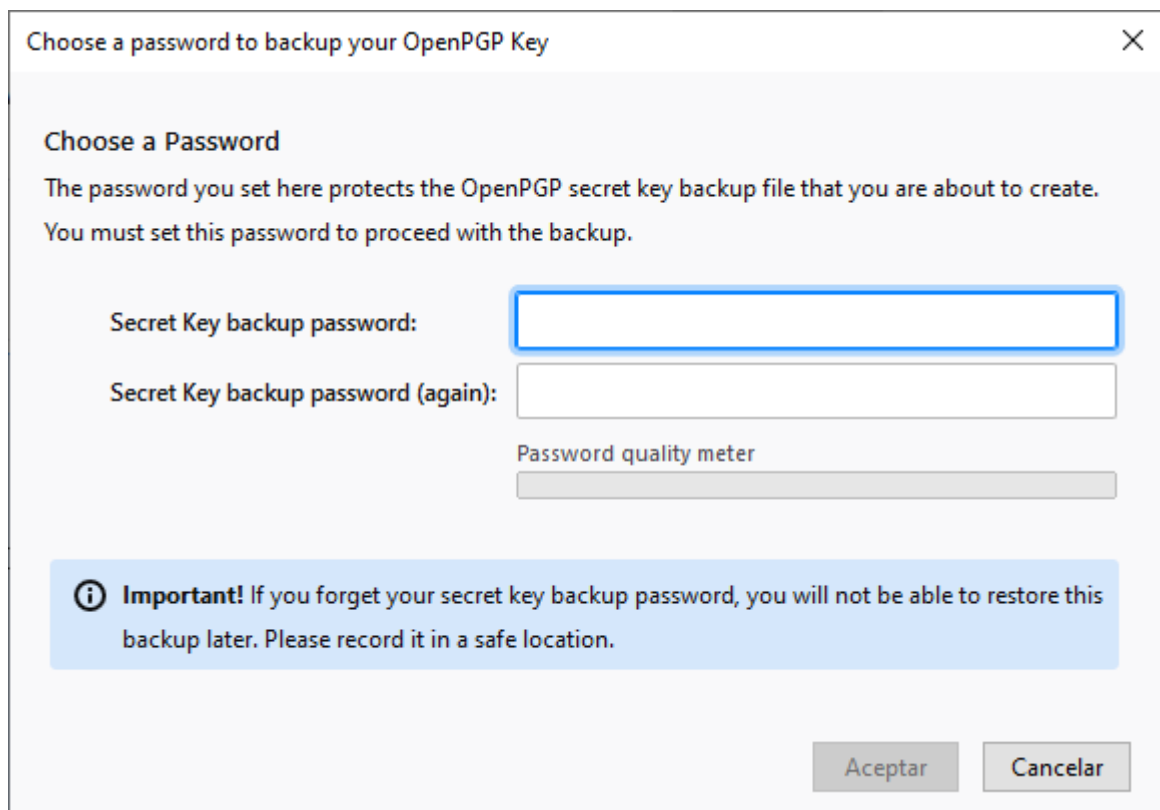 Choose a password to backup your OpenPGP Key
Choose a Password
The password you set here protects the OpenPGP secret key backup file that you are about to create.
You must set this password to proceed with the backup.
Secret Key backup password:
Secret Key backup password (again):
Password quality meter
Important! If you forget your secret key backup password, you will not be able to restore this
backup later. Please record it in a safe location.
Aceptar
Cancelar